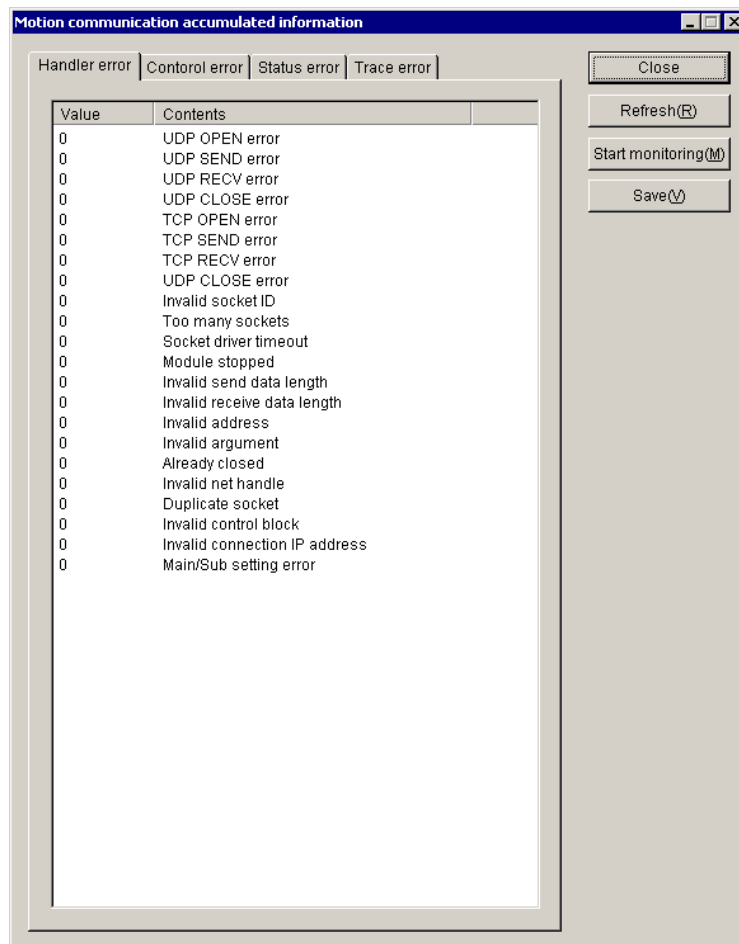 Motion communication accumulated information
Handler error Contorol error Status error Trace error
Close
Refresh(R)
Start monitoring(M)
Save(V)
Value Contents
0 UDP OPEN error
0 UDP SEND error
0 UDP RECV error
0 UDP CLOSE error
0 TCP OPEN error
0 TCP SEND error
0 TCP RECV error
0 UDP CLOSE error
0 Invalid socket ID
0 Too many sockets
0 Socket driver timeout
0 Module stopped
0 Invalid send data length
0 Invalid receive data length
0 Invalid address
0 Invalid argument
0 Already closed
0 Invalid net handle
0 Duplicate socket
0 Invalid control block
0 Invalid connection IP address
0 Main/Sub setting error